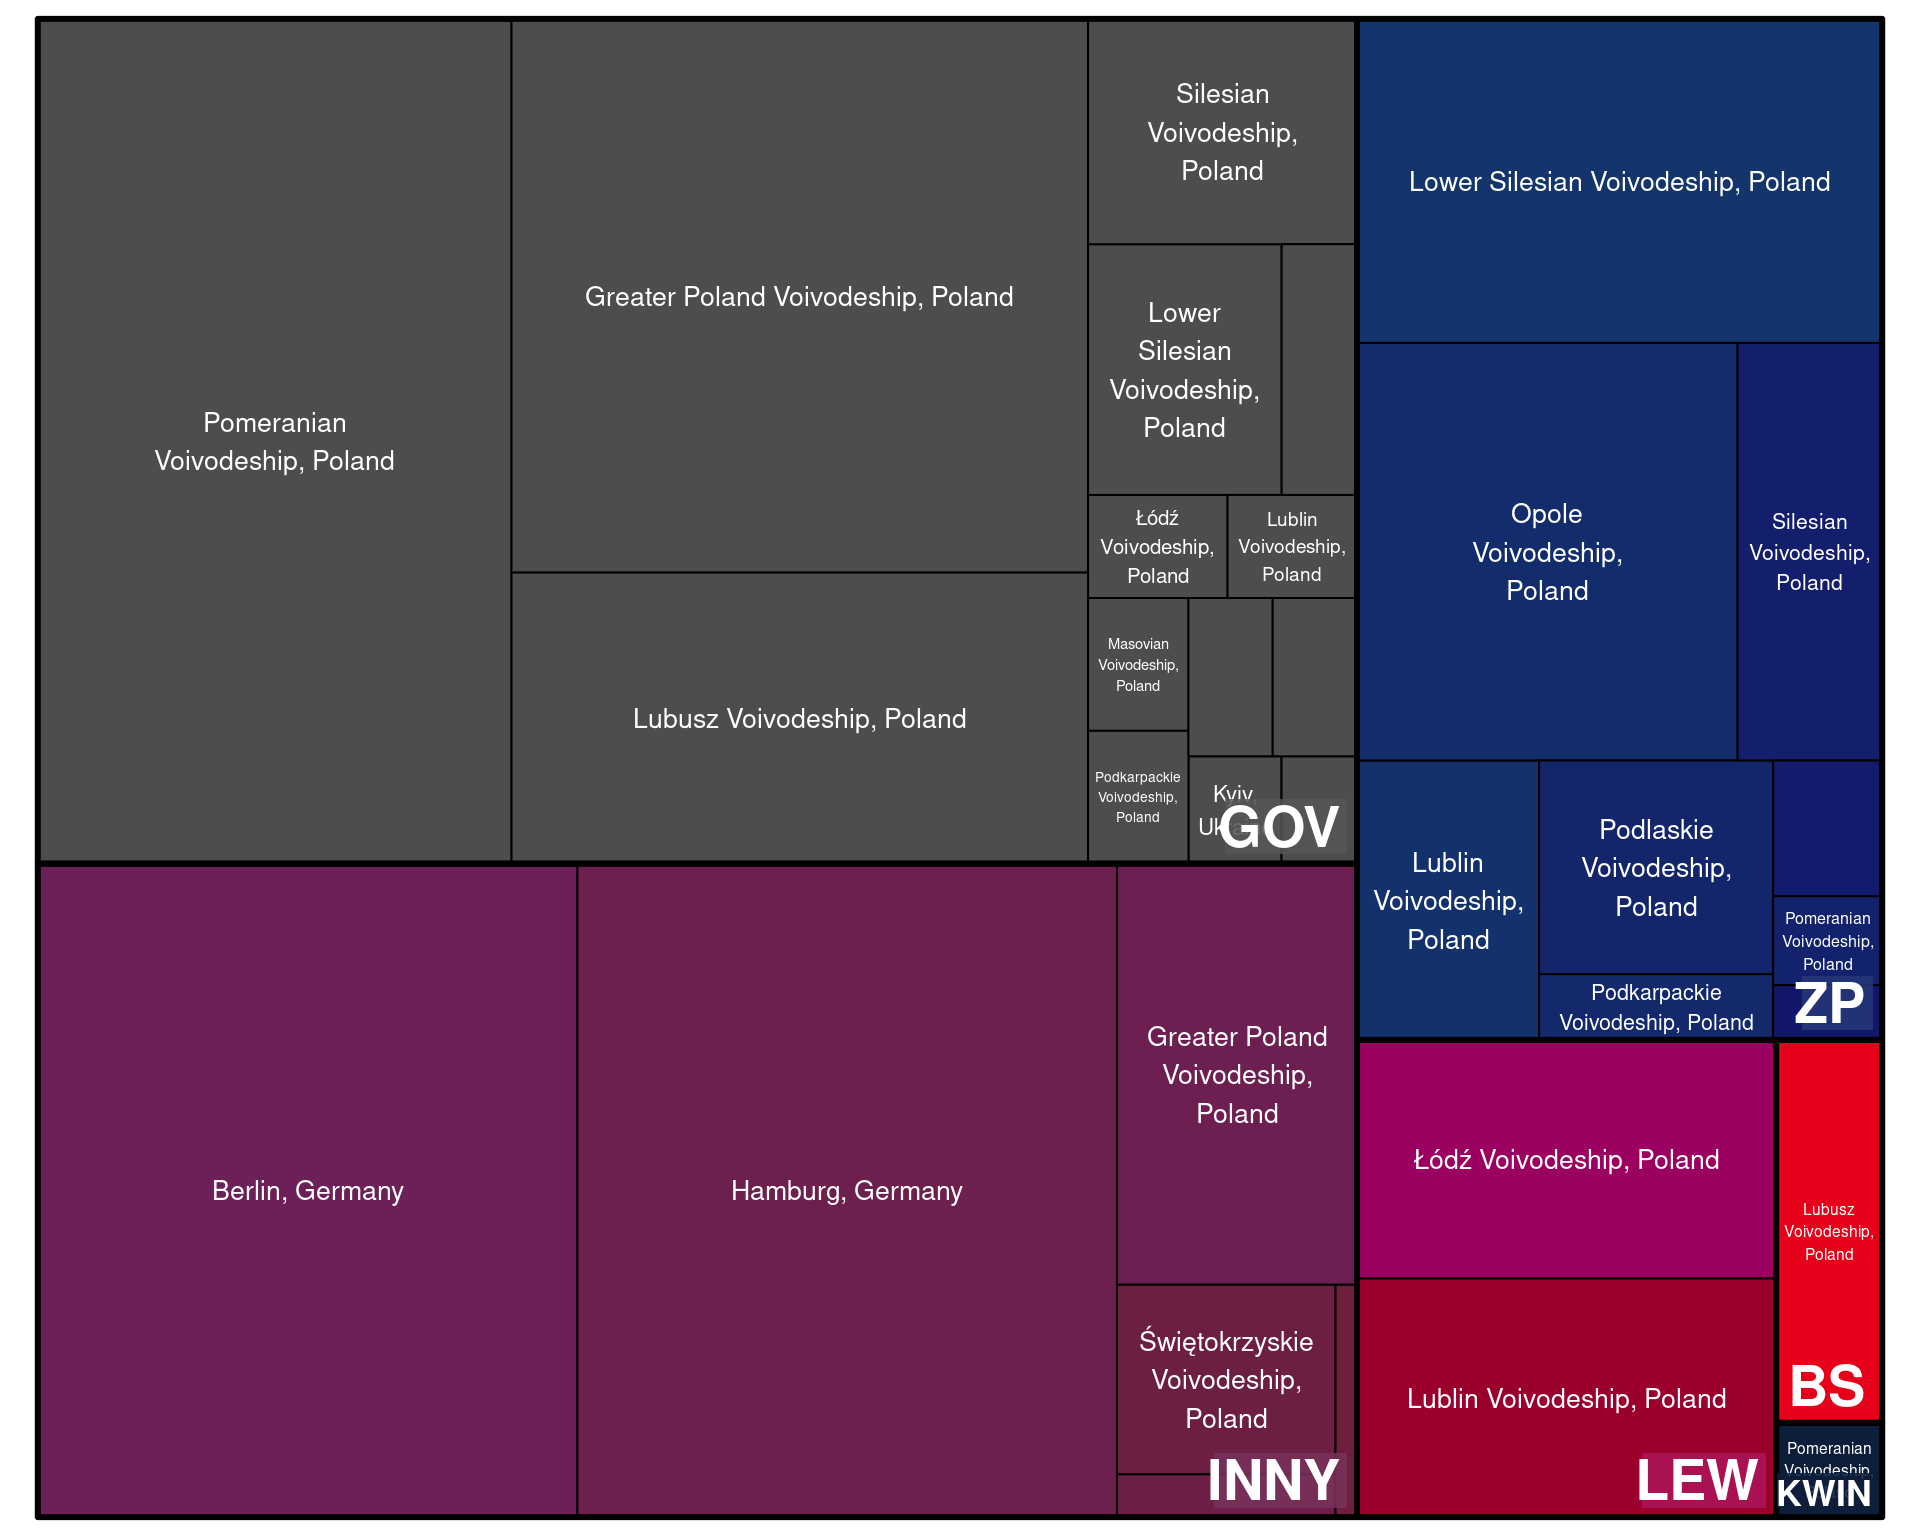 Pomeranian
Voivodeship, Poland
Greater Poland Voivodeship, Poland
Lubusz Voivodeship, Poland
Silesian
Voivodeship,
Poland
Lower
Silesian
Voivodeship,
Poland
Łódź
Voivodeship,
Poland
Lublin
Voivodeship,
Poland
Masovian
Voivodeship,
Poland
Podkarpackie
Voivodeship,
Poland
Kyiv,
GOV
Lower Silesian Voivodeship, Poland
Opole
Voivodeship,
Poland
Silesian
Voivodeship,
Poland
Lublin
Voivodeship,
Poland
Podlaskie
Voivodeship,
Poland
Podkarpackie
Voivodeship, Poland
Pomeranian
Voivodeship,
Poland
ZP
Berlin, Germany
Hamburg, Germany
Greater Poland
Voivodeship,
Poland
Świętokrzyskie
Voivodeship,
Poland
INNY
Łódź Voivodeship, Poland
Lublin Voivodeship, Poland
LEW
Lubusz
Voivodeship,
Poland
BS
Pomeranian
Voivodeship,
KWIN